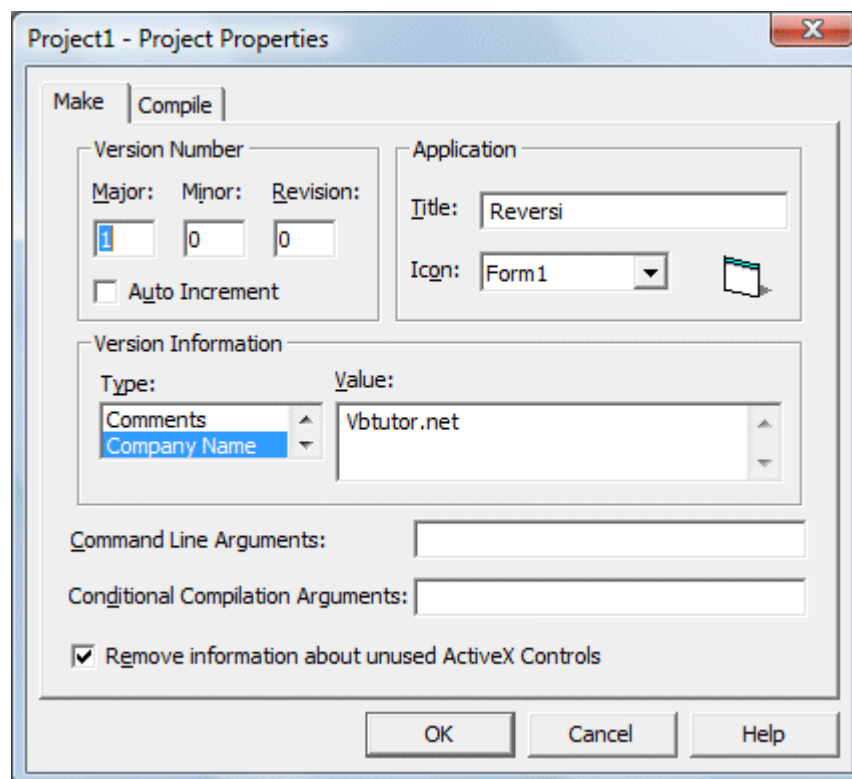 Project1 - Project Properties
Make
Compile
Version Number
Major: Minor: Revision:
1 0 0
Auto Increment
Application
Title: Reversi
Icon: Form1
Version Information
Type:
Comments
Company Name
Value:
Vbtutor.net
Command Line Arguments:
Conditional Compilation Arguments:
Remove information about unused ActiveX Controls
OK Cancel Help